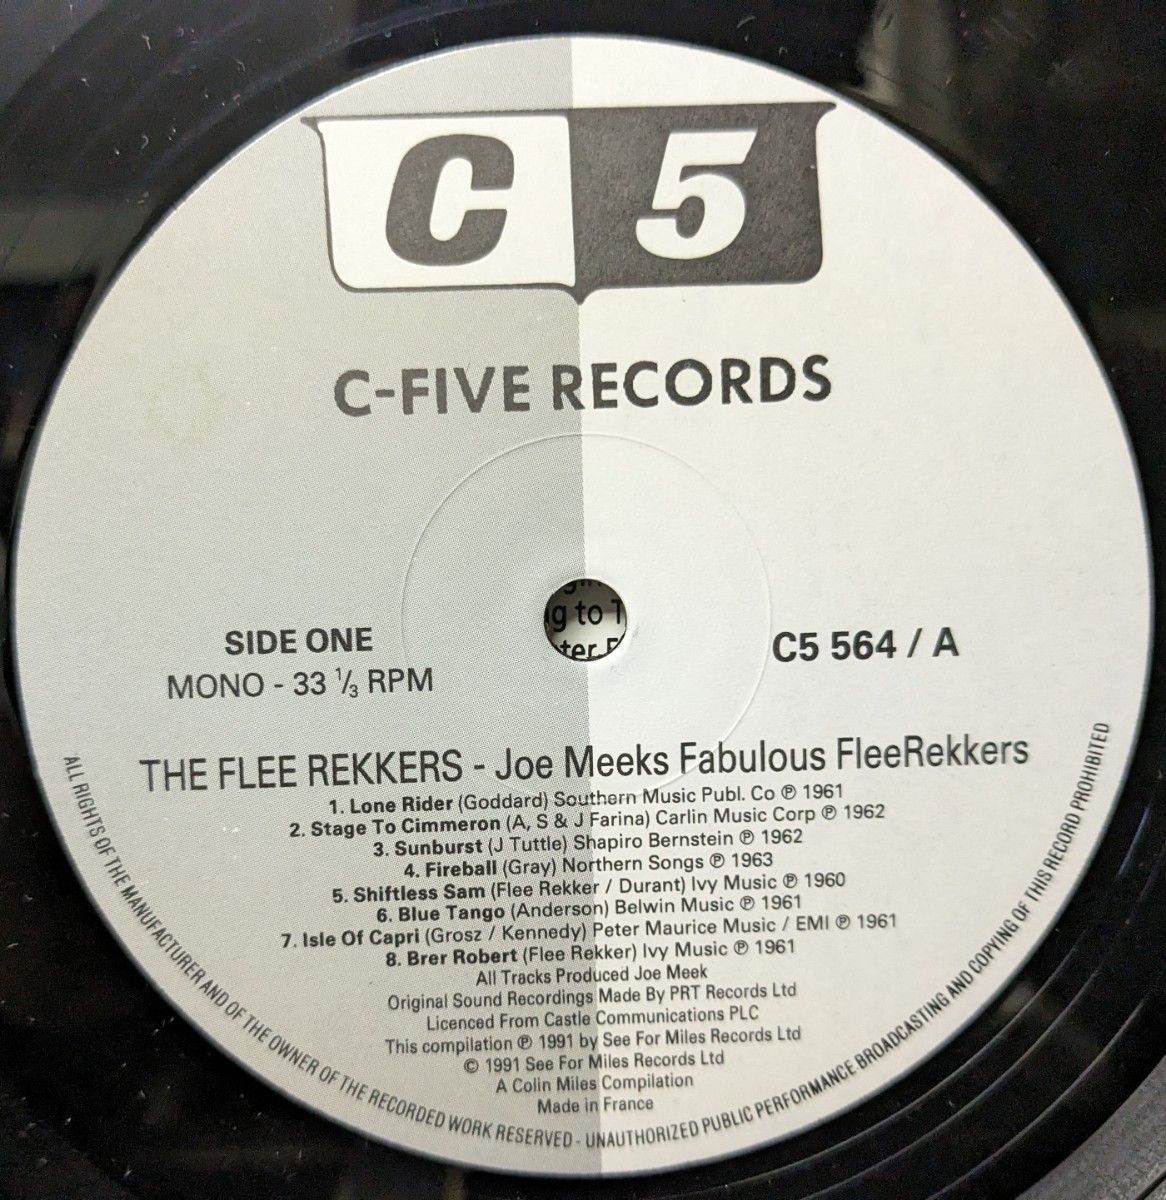 C 5
C-FIVE RECORDS
g to T
SIDE ONE
C5 564 / A
MONO - 33 1/3 RPM
THE FLEE REKKERS - Joe Meeks Fabulous FleeRekkers
1. Lone Rider (Goddard) Southern Music Publ. Co ℗ 1961
2. Stage To Cimmeron (A, S & J Farina) Carlin Music Corp ℗ 1962
3. Sunburst (J Tuttle) Shapiro Bernstein ℗ 1962
4. Fireball (Gray) Northern Songs ℗ 1963
5. Shiftless Sam (Flee Rekker / Durant) Ivy Music ℗ 1960
6. Blue Tango (Anderson) Belwin Music ℗ 1961
7. Isle Of Capri (Grosz / Kennedy) Peter Maurice Music / EMI ℗ 1961
8. Brer Robert (Flee Rekker) Ivy Music ℗ 1961
All Tracks Produced Joe Meek
Original Sound Recordings Made By PRT Records Ltd
Licenced From Castle Communications PLC
This compilation ℗ 1991 by See For Miles Records Ltd
© 1991 See For Miles Records Ltd
A Colin Miles Compilation
Made in France
ALL RIGHTS OF THE MANUFACTURER AND OF THE OWNER OF THE RECORDED WORK RESERVED - UNAUTHORIZED PUBLIC PERFORMANCE BROADCASTING AND COPYING OF THIS RECORD PROHIBITED